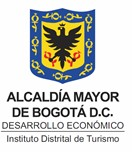 ALCALDÍA MAYOR
DE BOGOTÁ D.C.
DESARROLLO ECONÓMICO
Instituto Distrital de Turismo